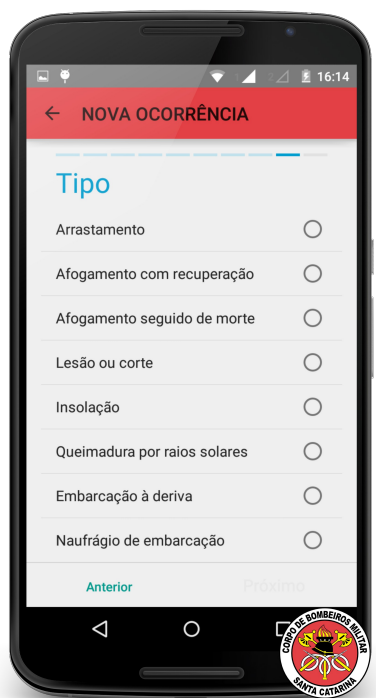 16:14
NOVA OCORRÊNCIA
Tipo
Arrastamento
Afogamento com recuperação
Afogamento seguido de morte
Lesão ou corte
Insolação
Queimadura por raios solares
Embarcação à deriva
Naufrágio de embarcação
Anterior
Próximo
CORPO DE BOMBEIROS MILITAR
SANTA CATARINA